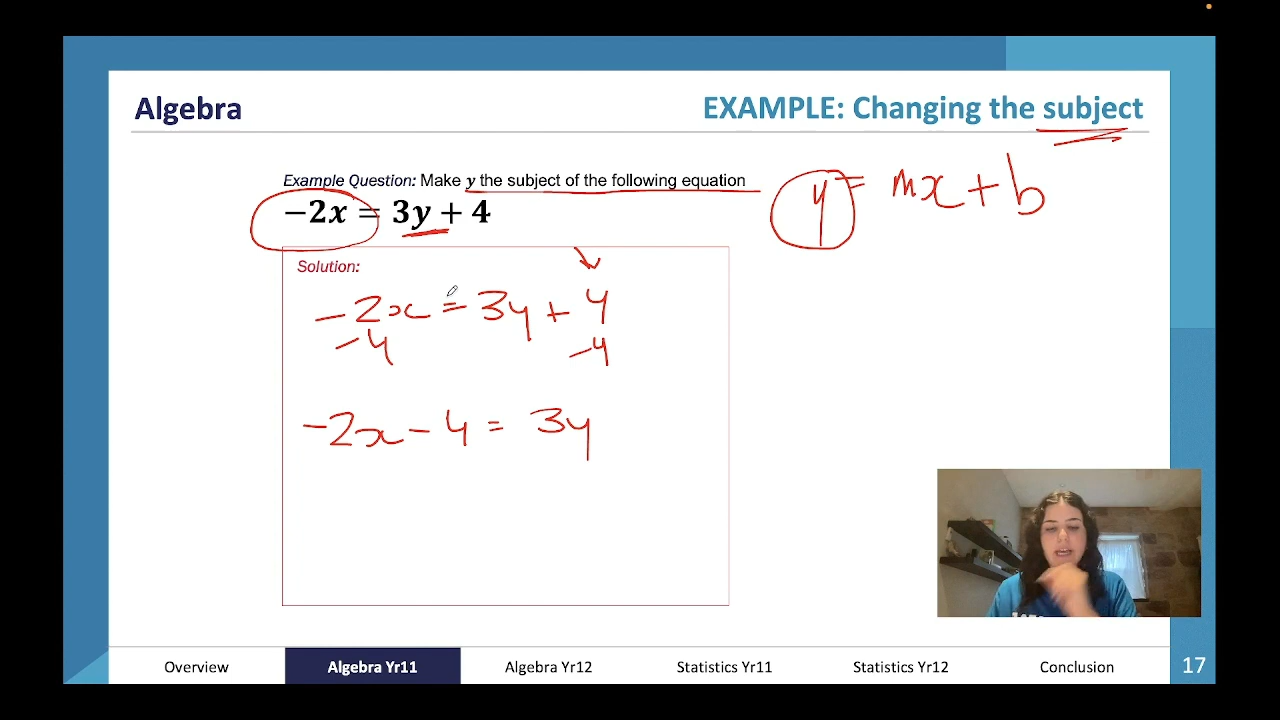 Algebra
EXAMPLE: Changing the subject
Example Question: Make y the subject of the following equation
−2x = 3y + 4
y = mx + b
Solution:
−2x = 3y + 4
−4 −4
−2x − 4 = 3y
Overview Algebra Yr11 Algebra Yr12 Statistics Yr11 Statistics Yr12 Conclusion 17